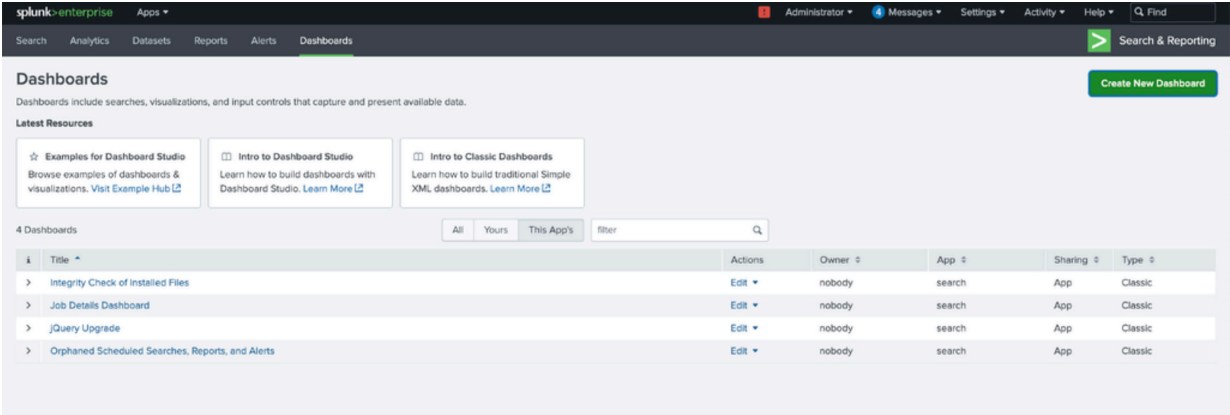 splunk>enterprise Apps ! Administrator 4 Messages Settings Activity Help Find
Search Analytics Datasets Reports Alerts Dashboards Search & Reporting
Dashboards
Create New Dashboard
Dashboards include searches, visualizations, and input controls that capture and present available data.
Latest Resources
Examples for Dashboard Studio
Browse examples of dashboards &
visualizations. Visit Example Hub
Intro to Dashboard Studio
Learn how to build dashboards with
Dashboard Studio. Learn More
Intro to Classic Dashboards
Learn how to build traditional Simple
XML dashboards. Learn More
4 Dashboards All Yours This App's filter
i Title Actions Owner App Sharing Type
Integrity Check of Installed Files Edit nobody search App Classic
Job Details Dashboard Edit nobody search App Classic
jQuery Upgrade Edit nobody search App Classic
Orphaned Scheduled Searches, Reports, and Alerts Edit nobody search App Classic